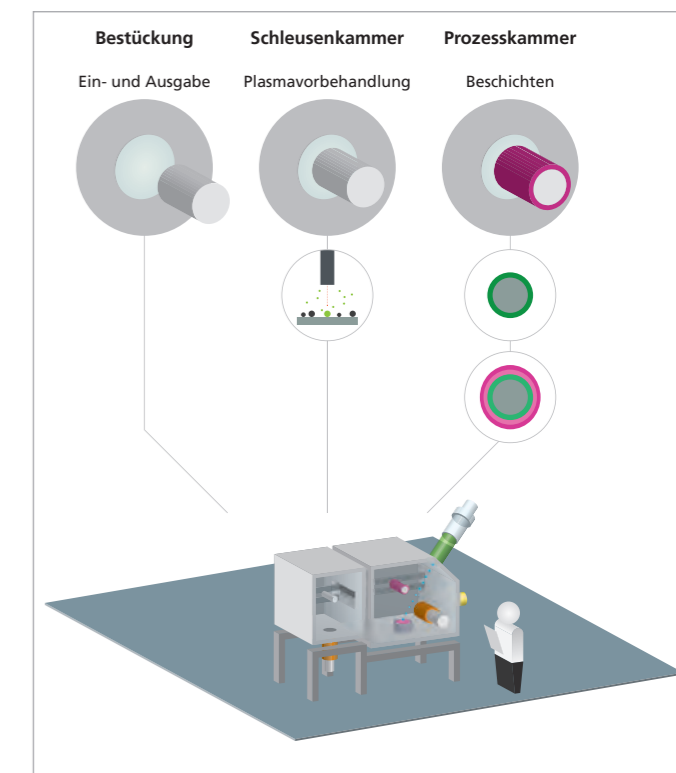 Bestückung
Ein- und Ausgabe
Schleusenkammer
Plasmavorbehandlung
Prozesskammer
Beschichten